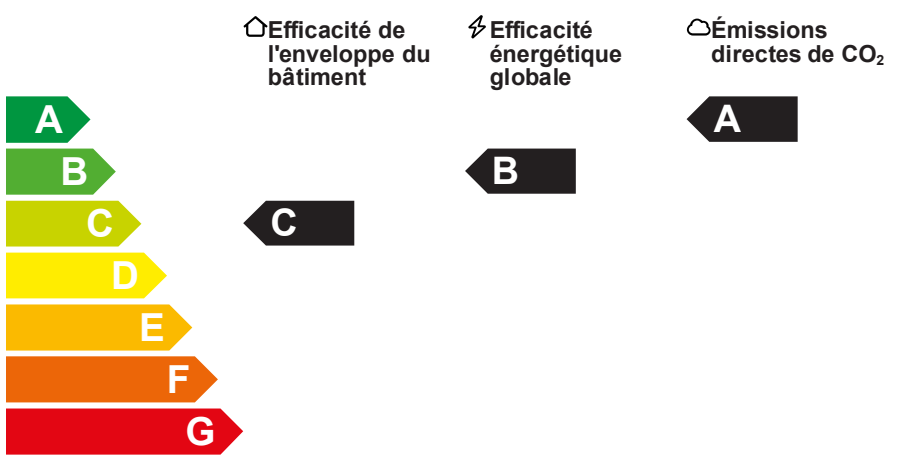 Efficacité de
l'enveloppe du
bâtiment
Efficacité
énergétique
globale
Émissions
directes de CO₂
A
A
B
B
C
C
D
E
F
G